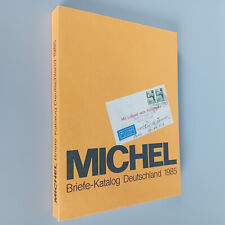 MICHEL Briefe-Katalog Deutschland 1985
MICHEL
Briefe-Katalog Deutschland 1985